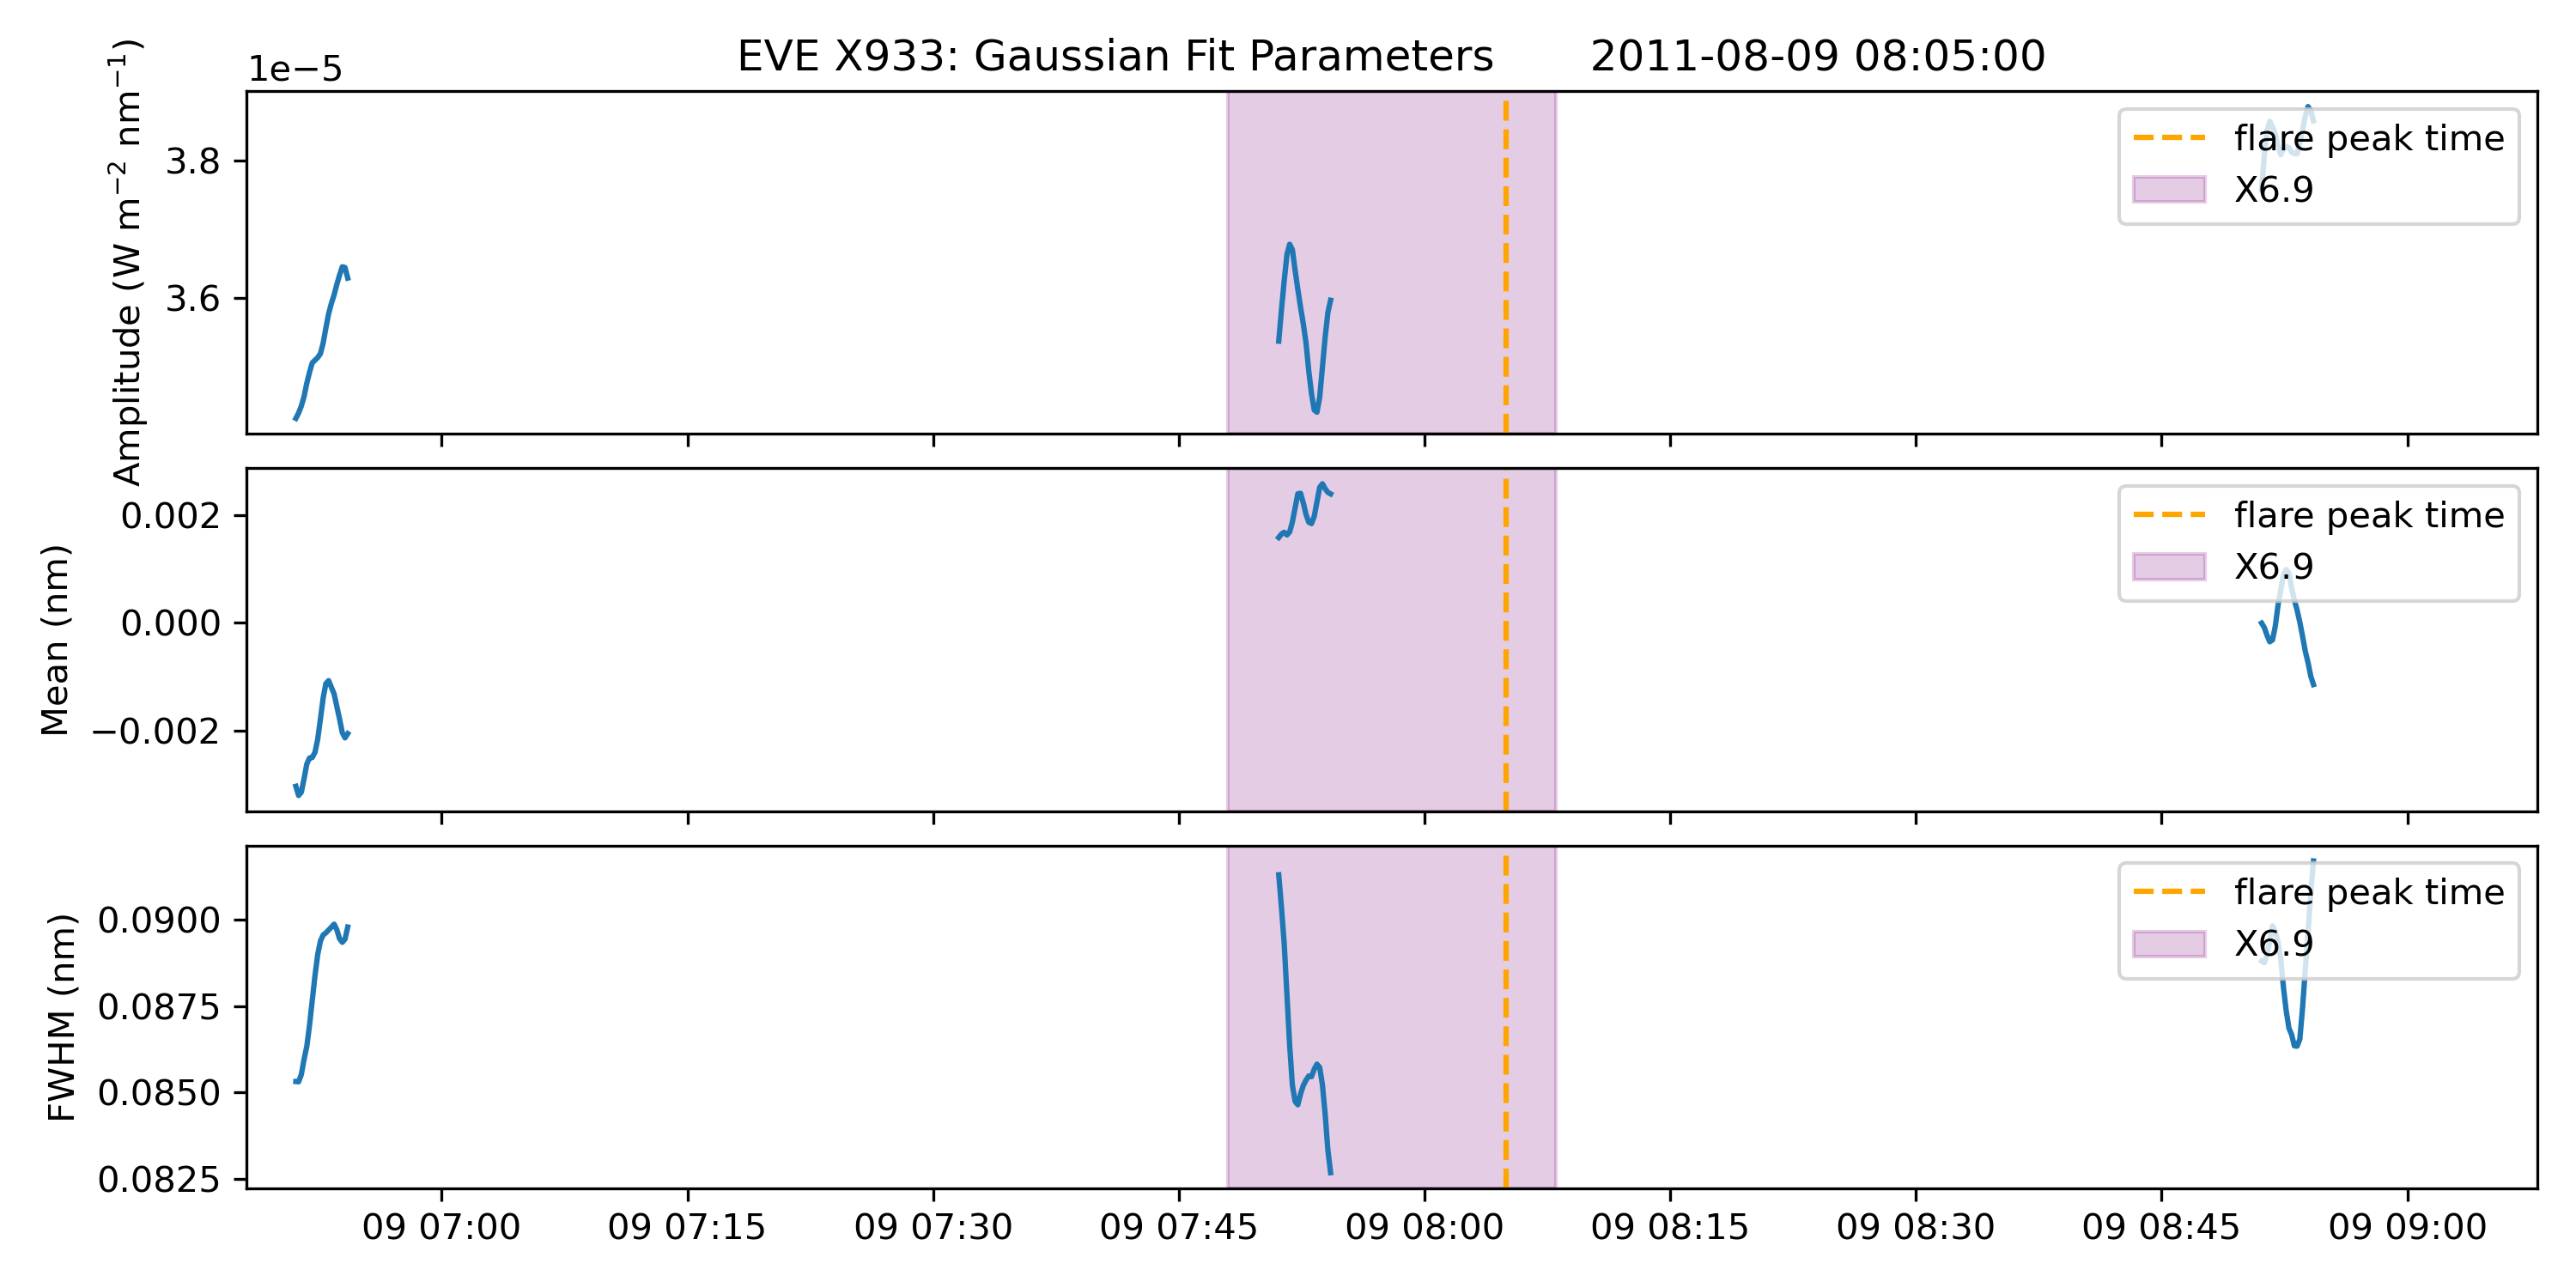 EVE X933: Gaussian Fit Parameters 2011-08-09 08:05:00
1e−5
Amplitude (W m⁻² nm⁻¹)
3.8
3.6
flare peak time
X6.9
Mean (nm)
0.002
0.000
−0.002
flare peak time
X6.9
FWHM (nm)
0.0900
0.0875
0.0850
0.0825
flare peak time
X6.9
09 07:00 09 07:15 09 07:30 09 07:45 09 08:00 09 08:15 09 08:30 09 08:45 09 09:00